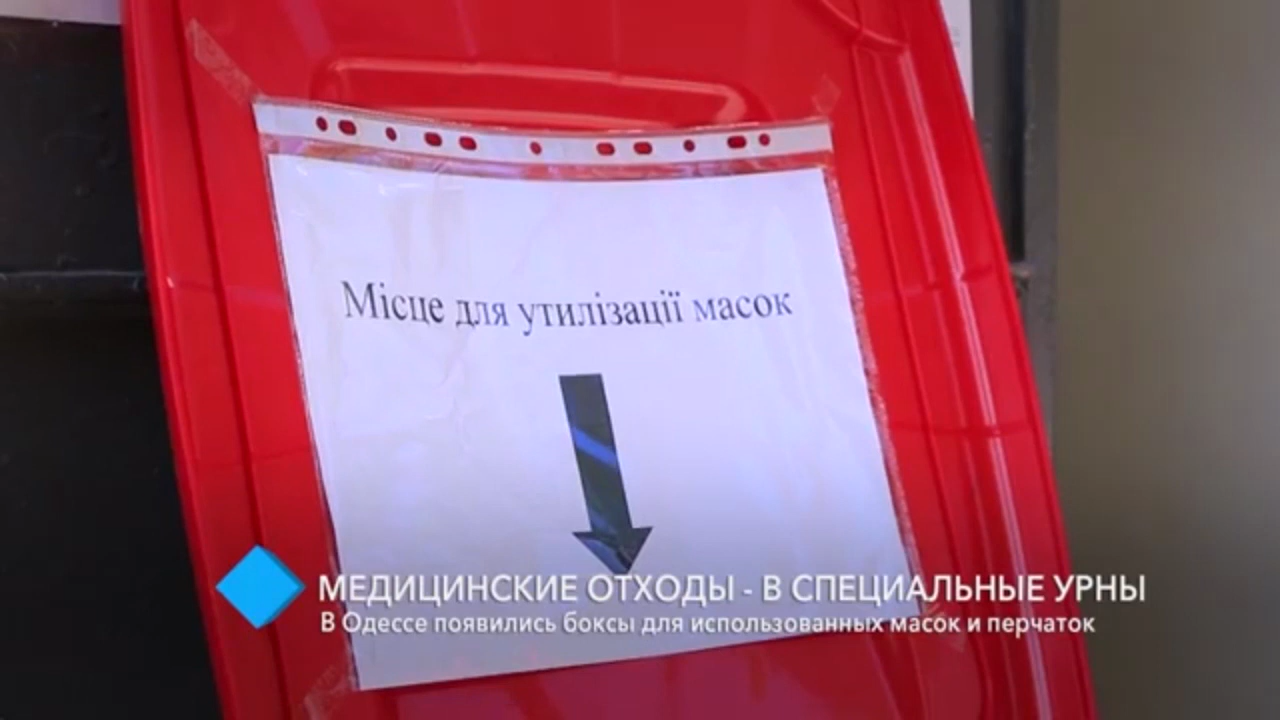 Місце для утилізації масок
МЕДИЦИНСКИЕ ОТХОДЫ - В СПЕЦИАЛЬНЫЕ УРНЫ
В Одессе появились боксы для использованных масок и перчаток